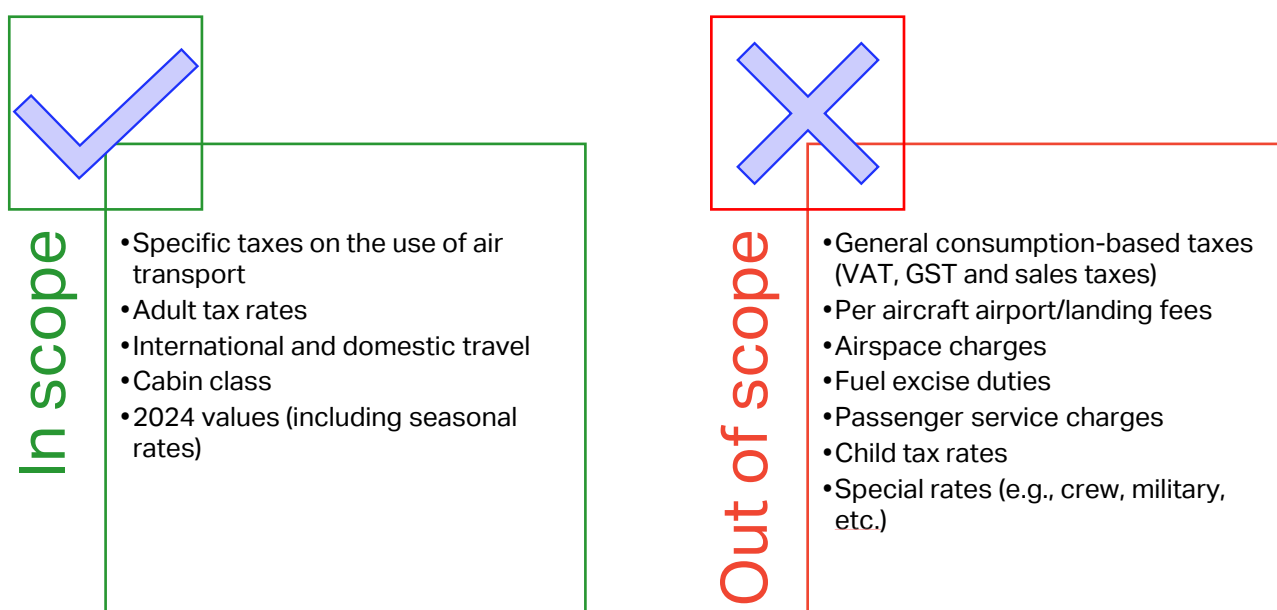 In scope
•Specific taxes on the use of air
transport
•Adult tax rates
•International and domestic travel
•Cabin class
•2024 values (including seasonal
rates)
Out of scope
•General consumption-based taxes
(VAT, GST and sales taxes)
•Per aircraft airport/landing fees
•Airspace charges
•Fuel excise duties
•Passenger service charges
•Child tax rates
•Special rates (e.g., crew, military,
etc.)